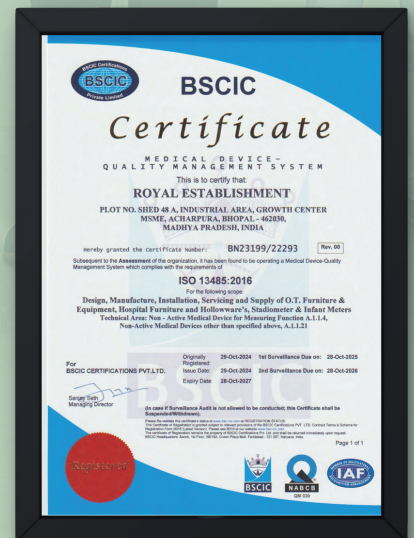 BSCIC Certifications
BSCIC
Private Limited
BSCIC
Certificate
MEDICAL DEVICE-
QUALITY MANAGEMENT SYSTEM
This is to certify that:
ROYAL ESTABLISHMENT
PLOT NO. SHED 48 A, INDUSTRIAL AREA, GROWTH CENTER
MSME, ACHARPURA, BHOPAL - 462030,
MADHYA PRADESH, INDIA
Hereby granted the Certificate Number: BN23199/22293 Rev. 00
Subsequent to the Assessment of the organization, it has been found to be operating a Medical Device-Quality
Management System which complies with the requirements of
ISO 13485:2016
For the following scope:
Design, Manufacture, Installation, Servicing and Supply of O.T. Furniture &
Equipment, Hospital Furniture and Hollowware's, Stadiometer & Infant Meters
Technical Area: Non - Active Medical Device for Measuring Function A.1.1.4,
Non-Active Medical Devices other than specified above, A.1.1.21
For
BSCIC CERTIFICATIONS PVT.LTD.
Originally Registered: 29-Oct-2024 1st Surveillance Due on: 28-Oct-2025
Issue Date: 29-Oct-2024 2nd Surveillance Due on: 28-Oct-2026
Expiry Date: 28-Oct-2027
Sanjay Seth
Managing Director
(In case if Surveillance Audit is not allowed to be conducted; this Certificate shall be
Suspended/Withdrawn).
Page 1 of 1
Registered
BSCIC
NABCB
QM 035
IAF